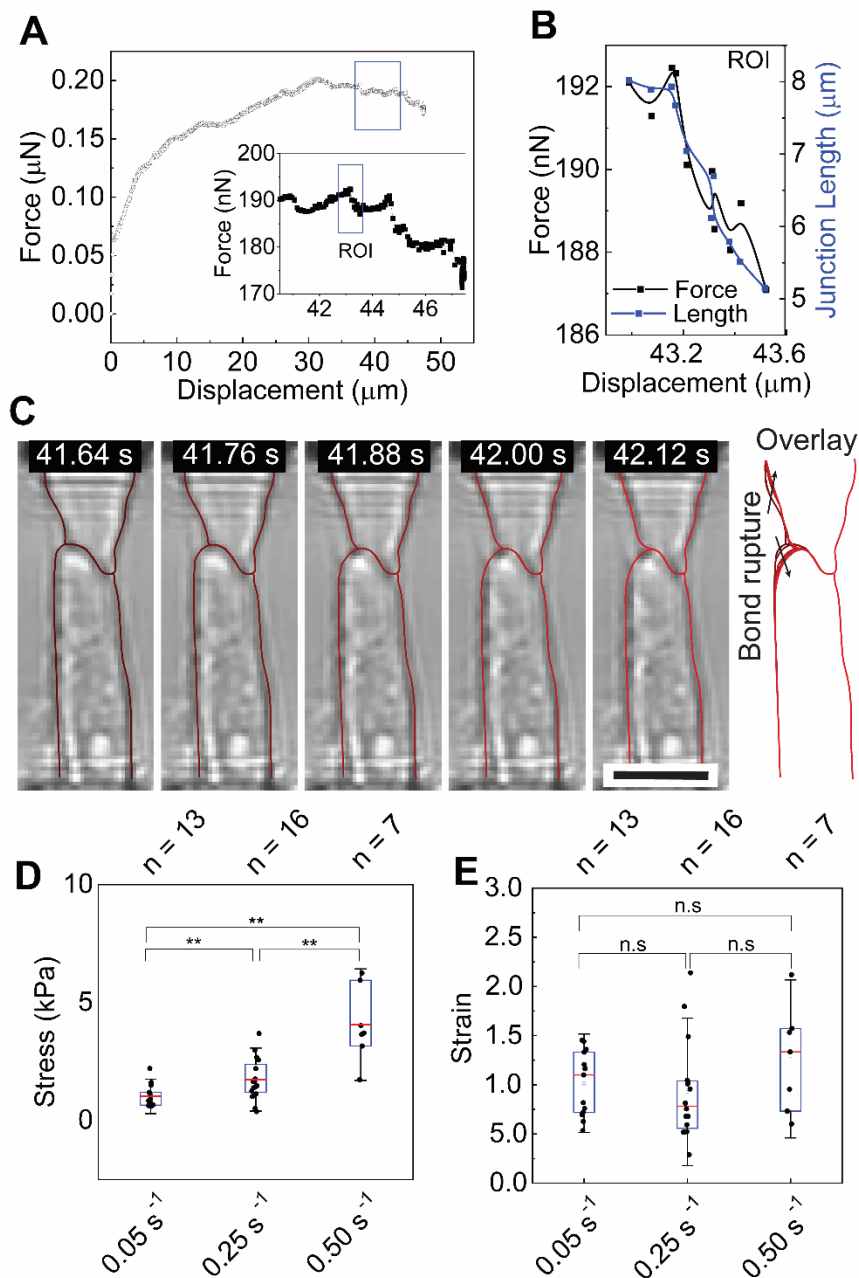 A
Force (μN)
0.20
0.15
0.10
0.05
0.00
0 10 20 30 40 50
Displacement (μm)
Force (nN)
200
190
180
170
ROI
42 44 46
B
ROI
Force (nN)
192
190
188
186
Junction Length (μm)
8
7
6
5
Force
Length
43.2 43.6
Displacement (μm)
C
41.64 s 41.76 s 41.88 s 42.00 s 42.12 s
Overlay
Bond rupture
n = 13 n = 16 n = 7
D
Stress (kPa)
10
5
0
**
** **
0.05 s⁻¹ 0.25 s⁻¹ 0.50 s⁻¹
n = 13 n = 16 n = 7
E
Strain
3.0
2.5
2.0
1.5
1.0
0.5
0.0
n.s
n.s n.s
0.05 s⁻¹ 0.25 s⁻¹ 0.50 s⁻¹